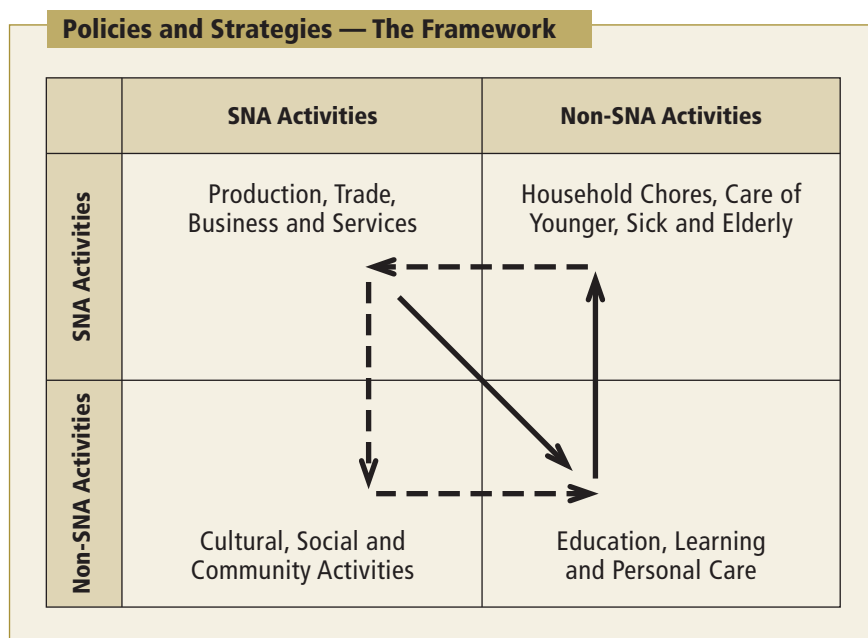 Policies and Strategies — The Framework
SNA Activities
Non-SNA Activities
SNA Activities
Production, Trade,
Business and Services
Household Chores, Care of
Younger, Sick and Elderly
Non-SNA Activities
Cultural, Social and
Community Activities
Education, Learning
and Personal Care